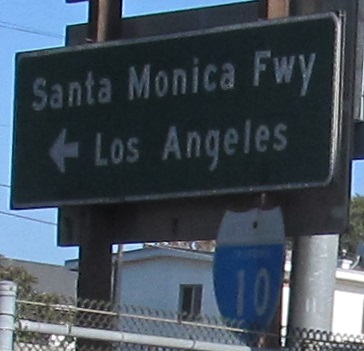 Santa Monica Fwy
Los Angeles
10